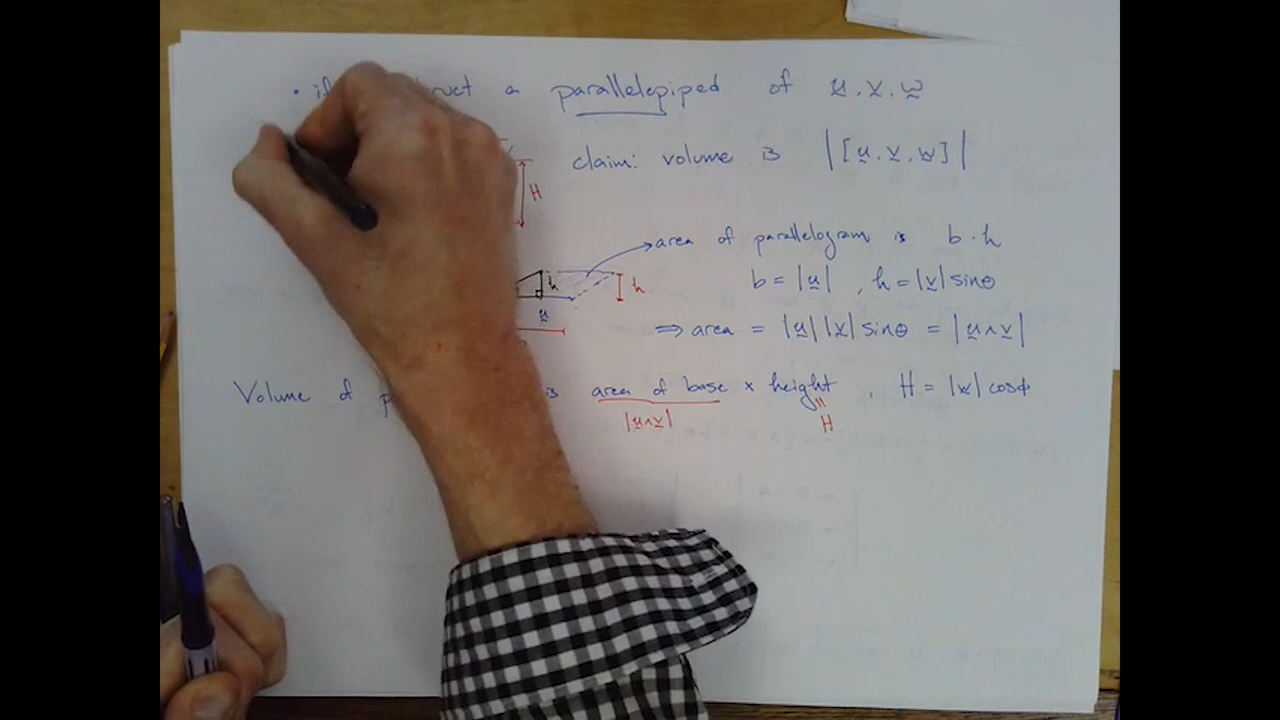 • if a parallelepiped of u, v, w
claim: volume is |[u, v, w]|
H
area of parallelogram is b·h
h h
b = |u| , h = |v| sinθ
u
⇒ area = |u| |v| sinθ = |u∧v|
Volume of is area of base × height , H = |w| cosϕ
|u∧v| H